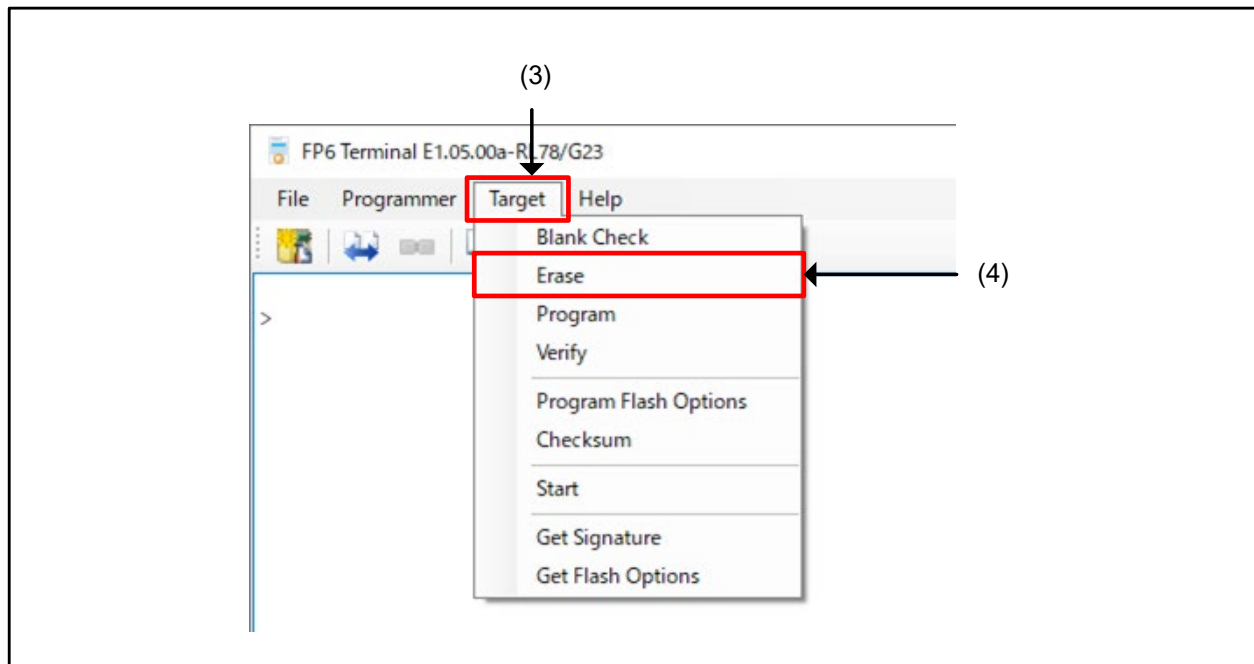 (3)
FP6 Terminal E1.05.00a-RL78/G23
File Programmer Target Help
Blank Check
Erase
(4)
>
Program
Verify
Program Flash Options
Checksum
Start
Get Signature
Get Flash Options